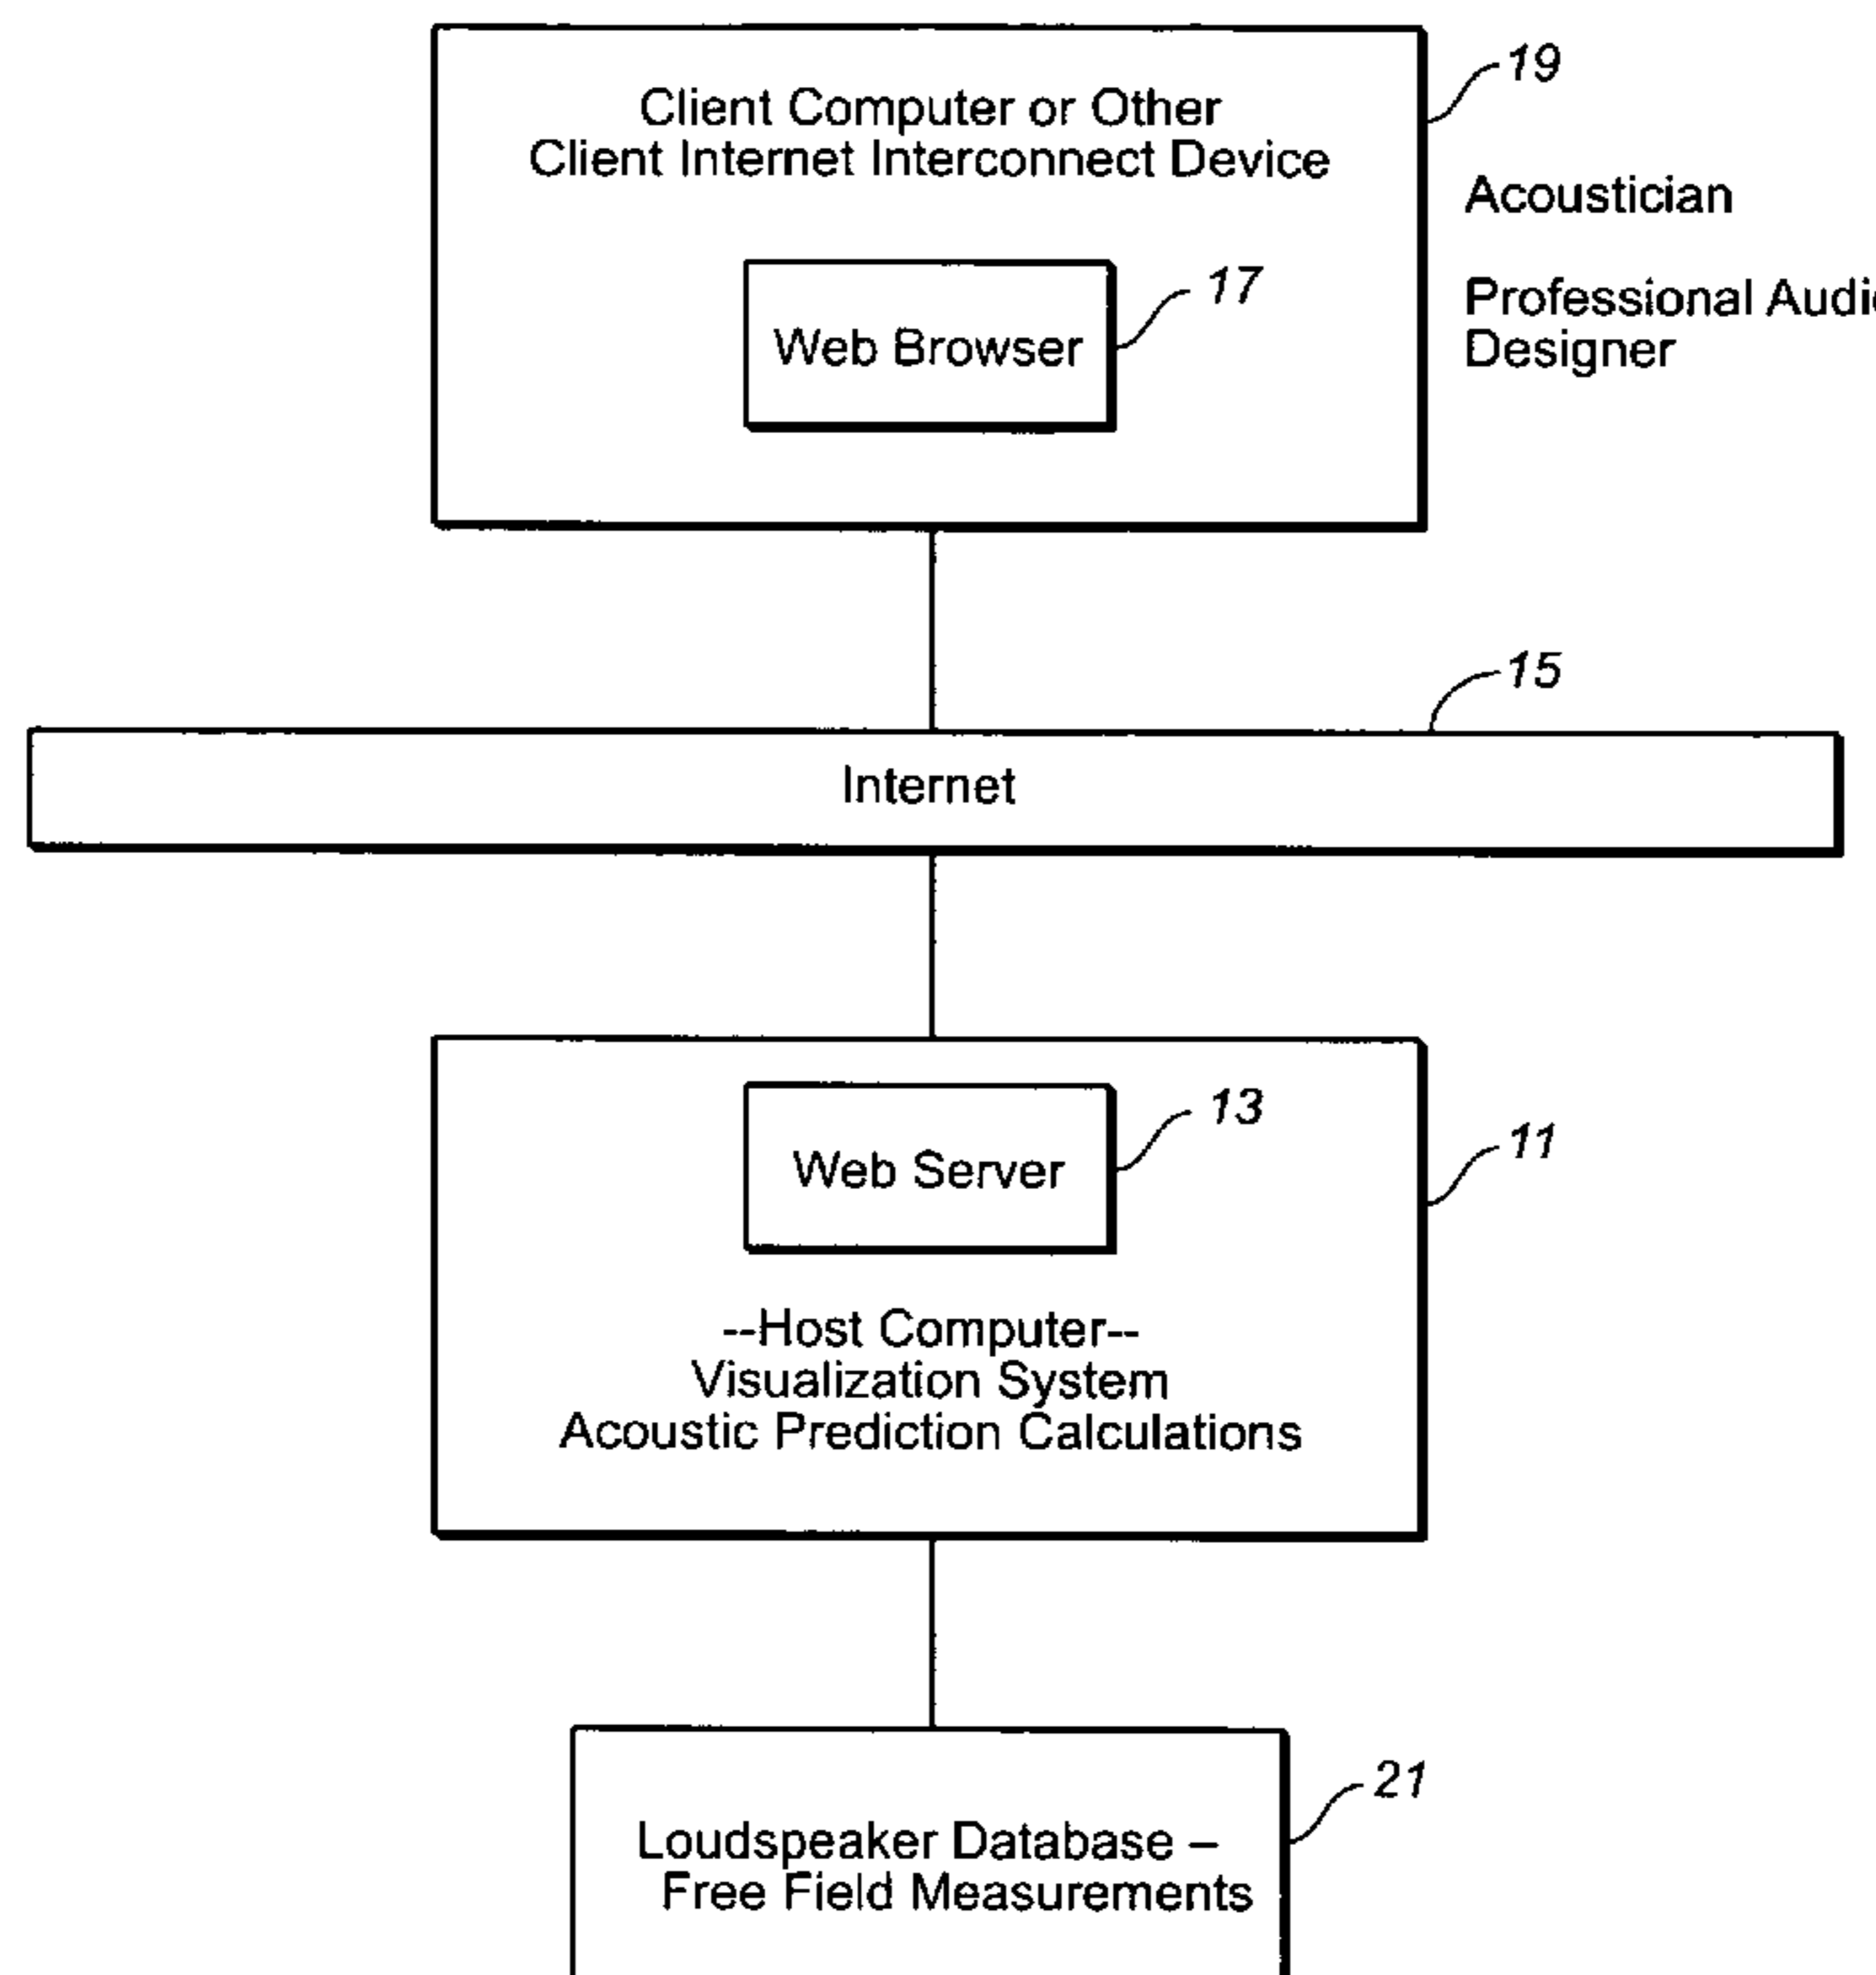 Client Computer or Other
Client Internet Interconnect Device
19
Acoustician
Web Browser
17
Professional
Designer
15
Internet
Web Server
13
11
--Host Computer--
Visualization System
Acoustic Prediction Calculations
21
Loudspeaker Database –
Free Field Measurements